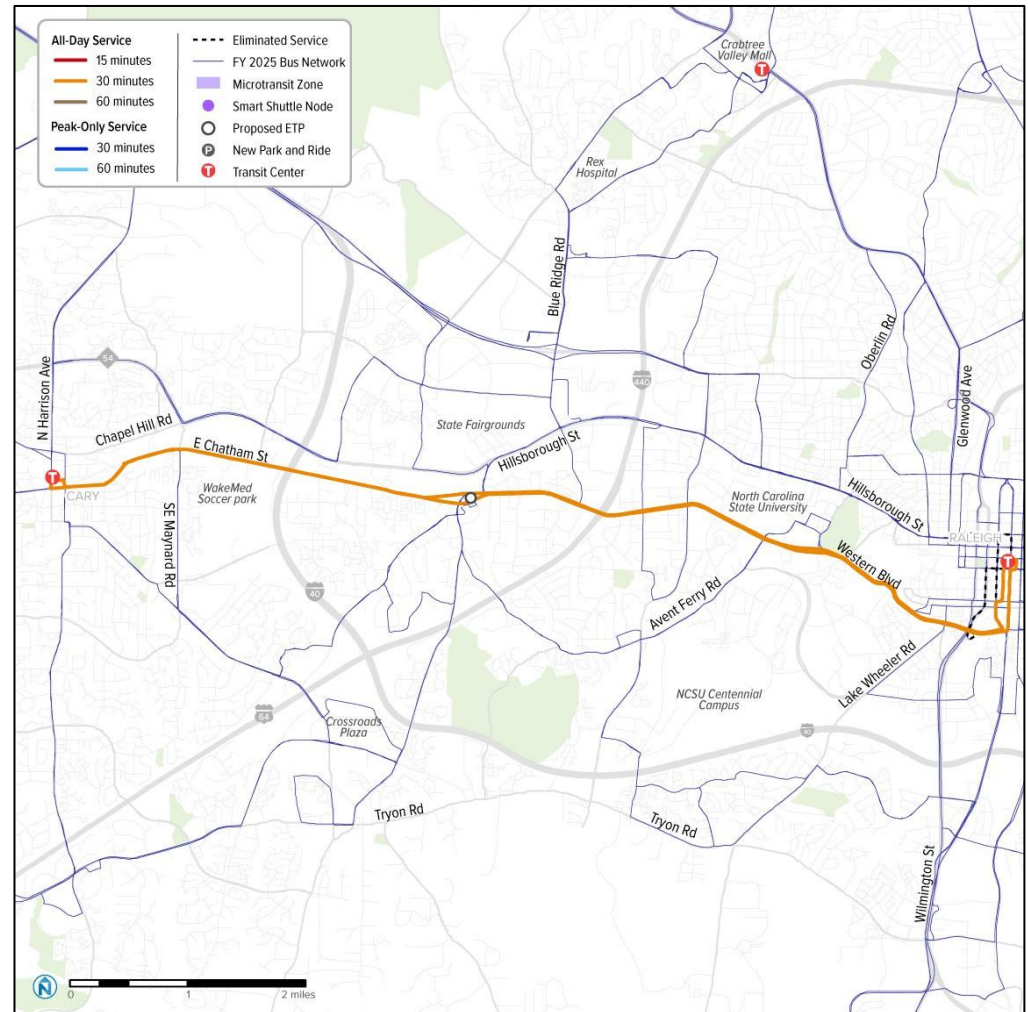 All-Day Service
15 minutes
30 minutes
60 minutes
Peak-Only Service
30 minutes
60 minutes
Eliminated Service
FY 2025 Bus Network
Microtransit Zone
Smart Shuttle Node
Proposed ETP
P
New Park and Ride
T
Transit Center
Crabtree
Valley Mall
T
Rex
Hospital
Blue Ridge Rd
Oberlin Rd
Glenwood Ave
54
440
N Harrison Ave
Chapel Hill Rd
State Fairgrounds
Hillsborough St
E Chatham St
T
CARY
WakeMed
Soccer park
SE Maynard Rd
North Carolina
State University
Hillsborough St
RALEIGH
T
Western Blvd
40
Avent Ferry Rd
Lake Wheeler Rd
NCSU Centennial
Campus
64
Crossroads
Plaza
40
Tryon Rd
Tryon Rd
Wilmington St
N
0
1
2 miles